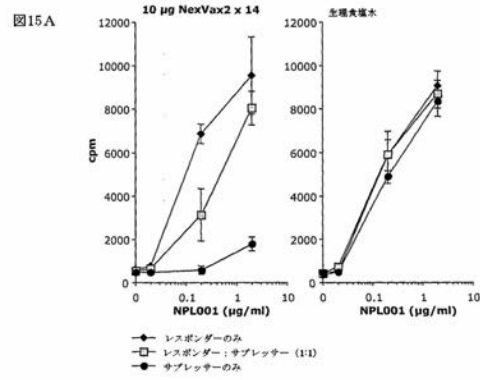 図15A
10 μg NexVax2 x 14
生理食塩水
cpm
12000
10000
8000
6000
4000
2000
0
0 0.1 1 10
NPL001 (μg/ml)
12000
10000
8000
6000
4000
2000
0
0 0.1 1 10
NPL001 (μg/ml)
レスポンダーのみ
レスポンダー：サプレッサー (1:1)
サプレッサーのみ